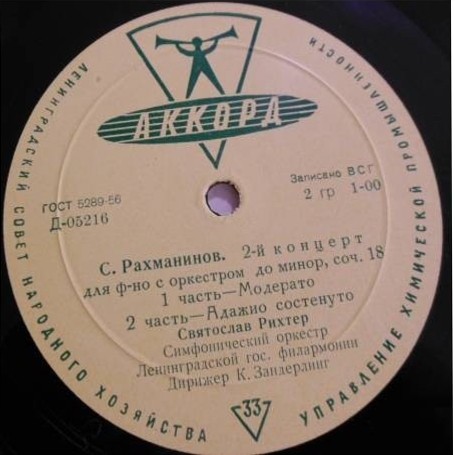 АККОРД
ЛЕНИНГРАДСКИЙ СОВЕТ НАРОДНОГО ХОЗЯЙСТВА
УПРАВЛЕНИЕ ХИМИЧЕСКОЙ ПРОМЫШЛЕННОСТИ
ГОСТ 5289-56
Д-05216
Записано ВСГ
2 гр 1-00
С. Рахманинов. 2-й концерт
для ф-но с оркестром до минор, соч. 18
1 часть—Модерато
2 часть—Адажио состенуто
Святослав Рихтер
Симфонический оркестр
Ленинградской гос. филармонии
Дирижер К. Зандерлинг
33